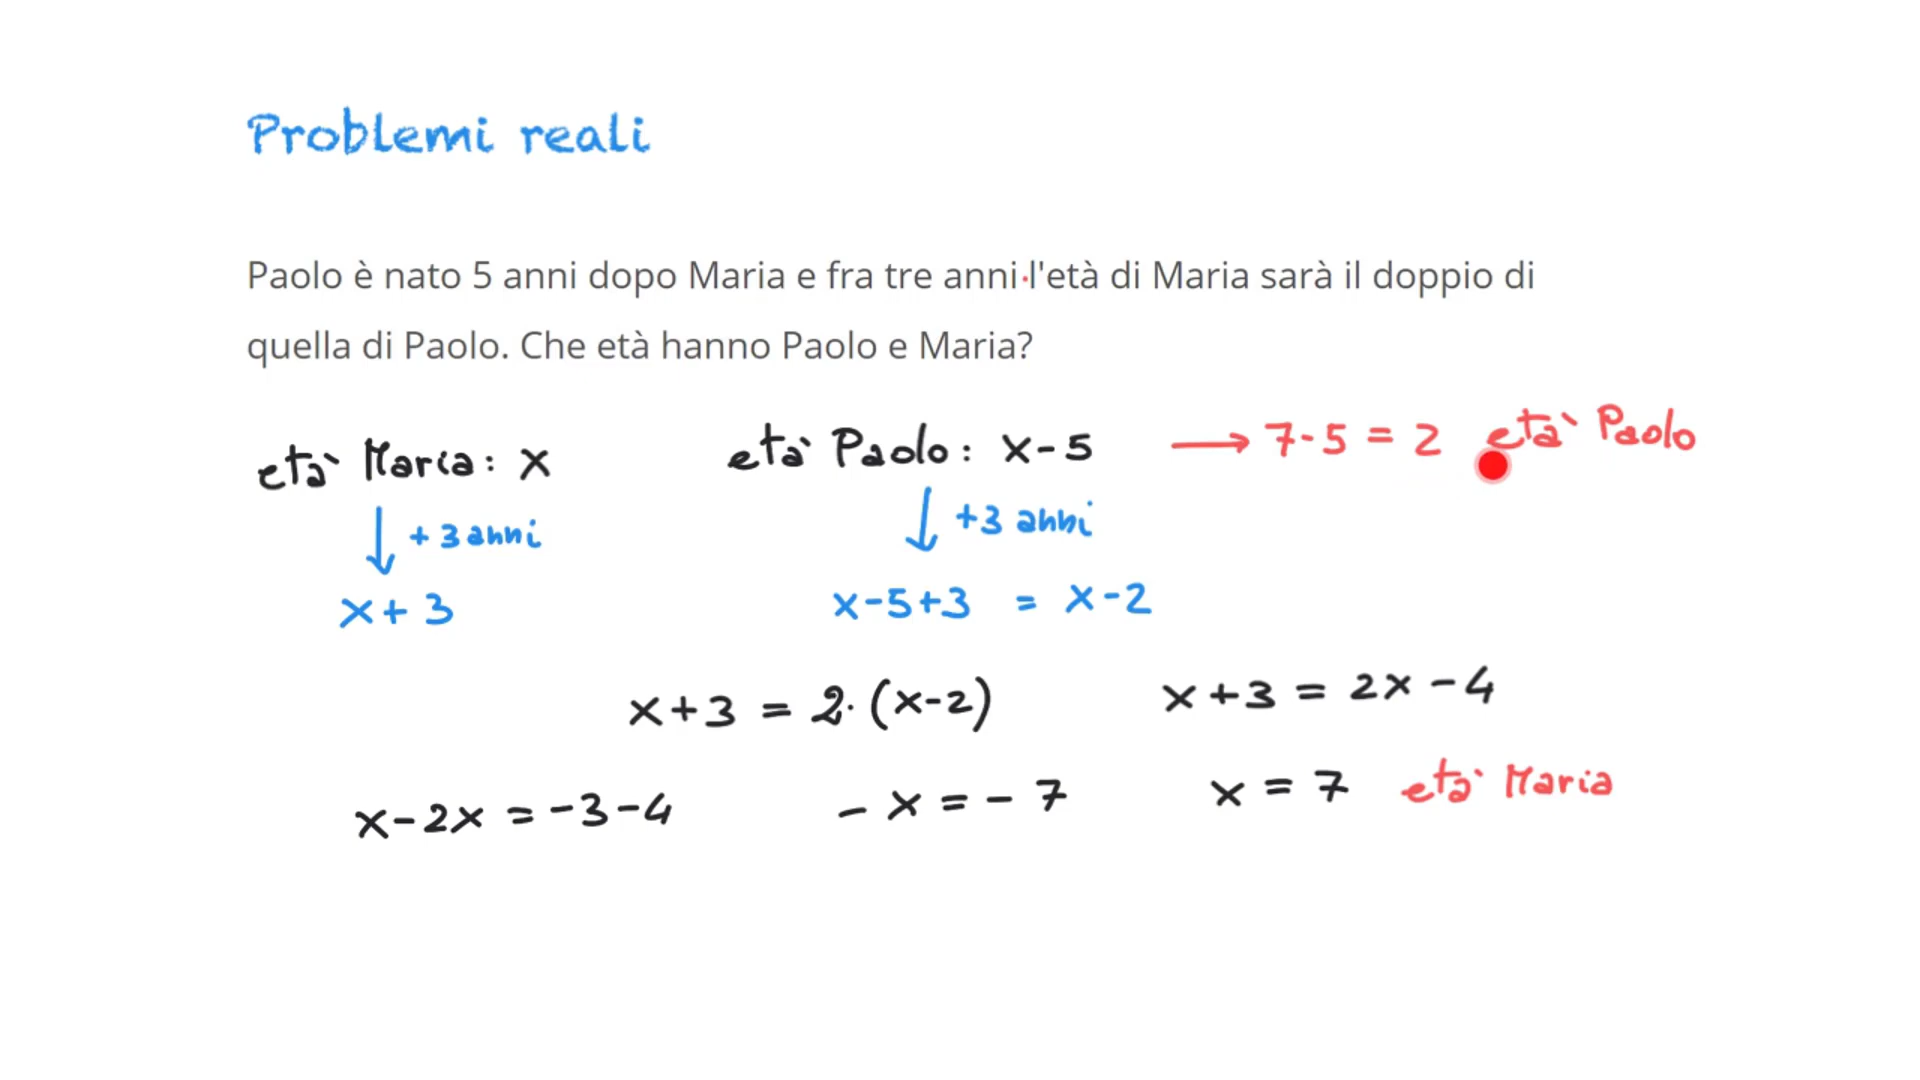 Problemi reali
Paolo è nato 5 anni dopo Maria e fra tre anni l'età di Maria sarà il doppio di
quella di Paolo. Che età hanno Paolo e Maria?
età Maria: x
età Paolo: x-5 → 7-5 = 2 età Paolo
↓ +3 anni
↓ +3 anni
x+3
x-5+3 = x-2
x+3 = 2·(x-2)
x+3 = 2x-4
x-2x = -3-4
-x = -7
x = 7 età Maria